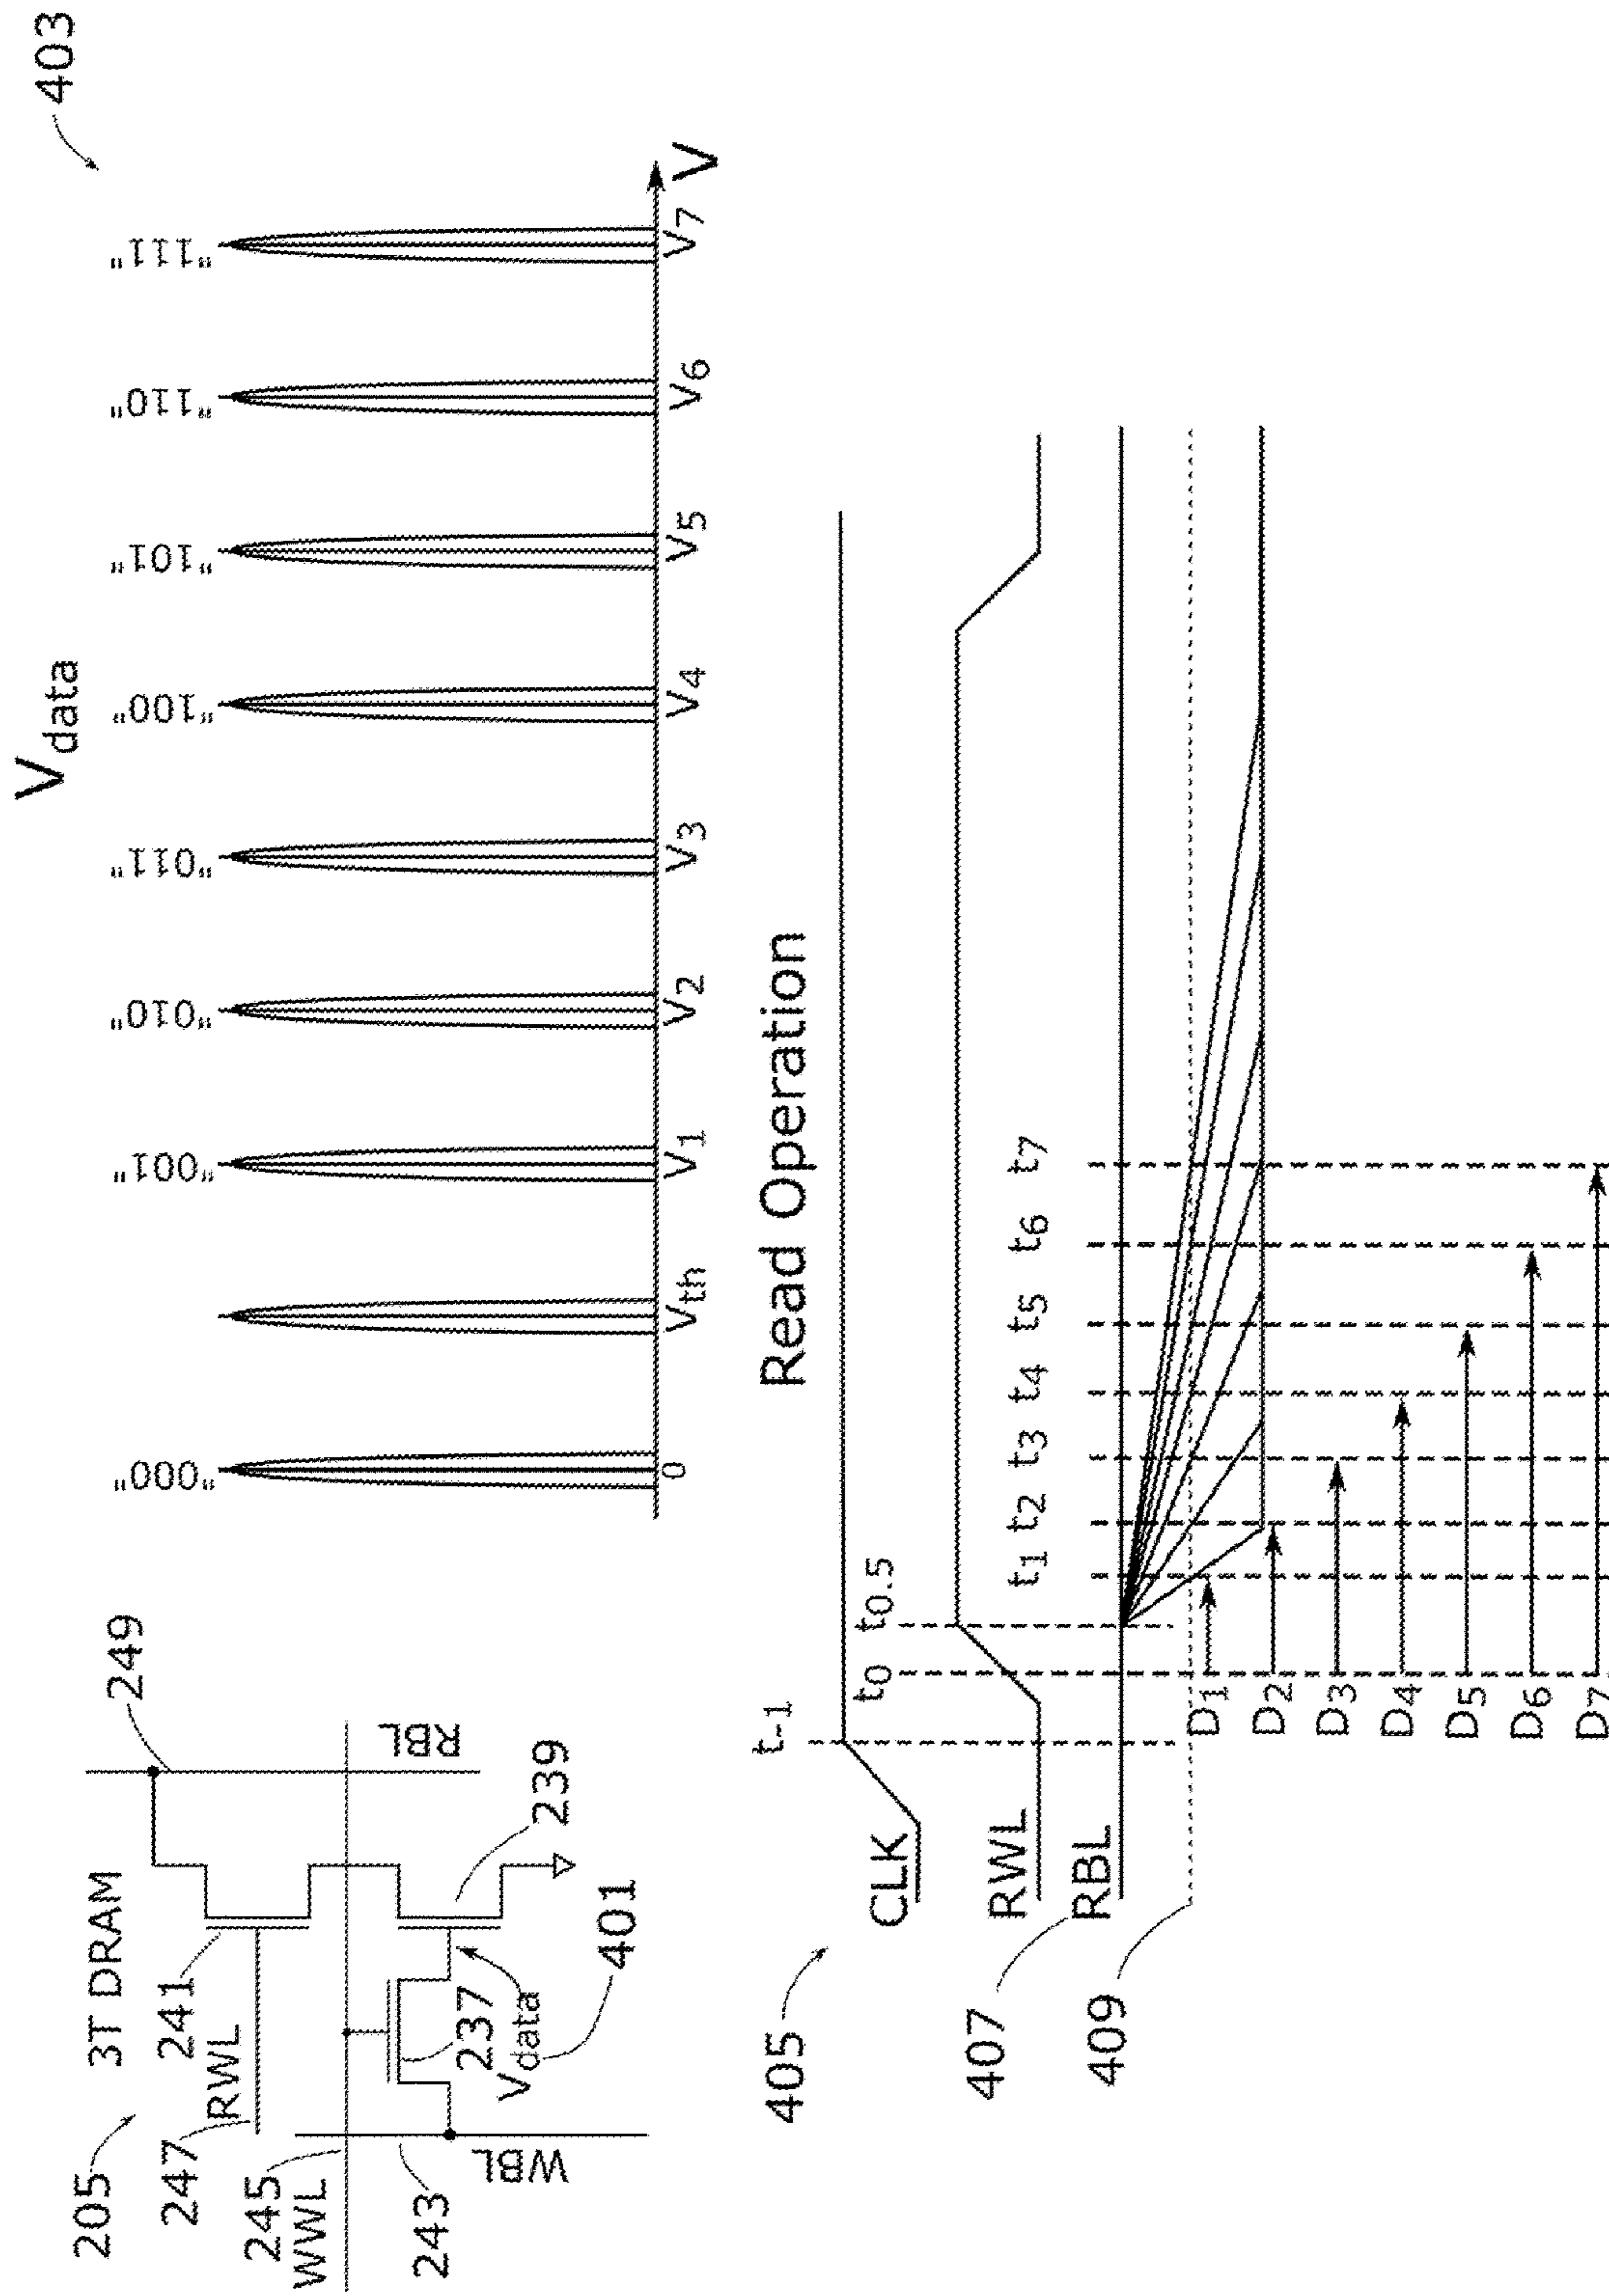 205
3T DRAM
241
RWL
247
245
WWL
243
WBL
237
Vdata
401
239
249
RBL
Vdata
403
"000"
"001"
"010"
"011"
"100"
"101"
"110"
"111"
0
Vth
V1
V2
V3
V4
V5
V6
V7
V
Read Operation
405
CLK
RWL
RBL
407
409
t-1
t0
t0.5
t1
t2
t3
t4
t5
t6
t7
D1
D2
D3
D4
D5
D6
D7